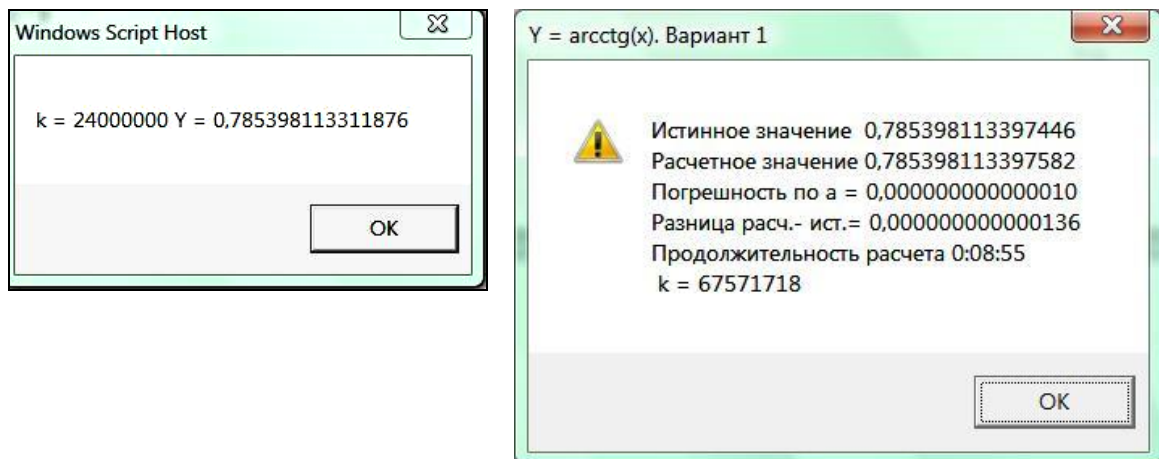 Windows Script Host
k = 24000000 Y = 0,785398113311876
OK
Y = arcctg(x). Вариант 1
Истинное значение 0,785398113397446
Расчетное значение 0,785398113397582
Погрешность по a = 0,000000000000010
Разница расч.- ист.= 0,000000000000136
Продолжительность расчета 0:08:55
k = 67571718
OK